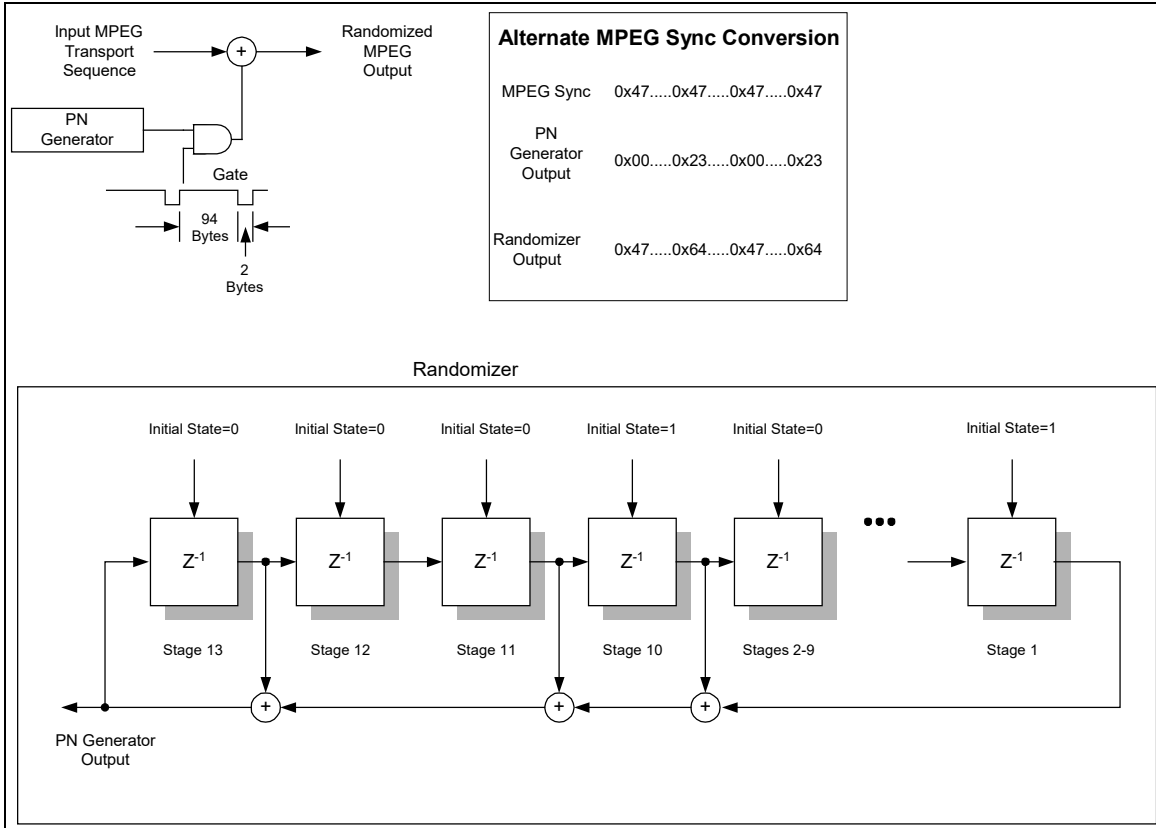 Input MPEG
Transport
Sequence
+
Randomized
MPEG
Output
PN
Generator
Gate
94
Bytes
2
Bytes
Alternate MPEG Sync Conversion
MPEG Sync 0x47.....0x47.....0x47.....0x47
PN
Generator
Output
0x00.....0x23.....0x00.....0x23
Randomizer
Output
0x47.....0x64.....0x47.....0x64
Randomizer
Initial State=0 Initial State=0 Initial State=0 Initial State=1 Initial State=0 Initial State=1
Z-1 Z-1 Z-1 Z-1 Z-1 ••• Z-1
Stage 13 Stage 12 Stage 11 Stage 10 Stages 2-9 Stage 1
+ + +
PN Generator
Output